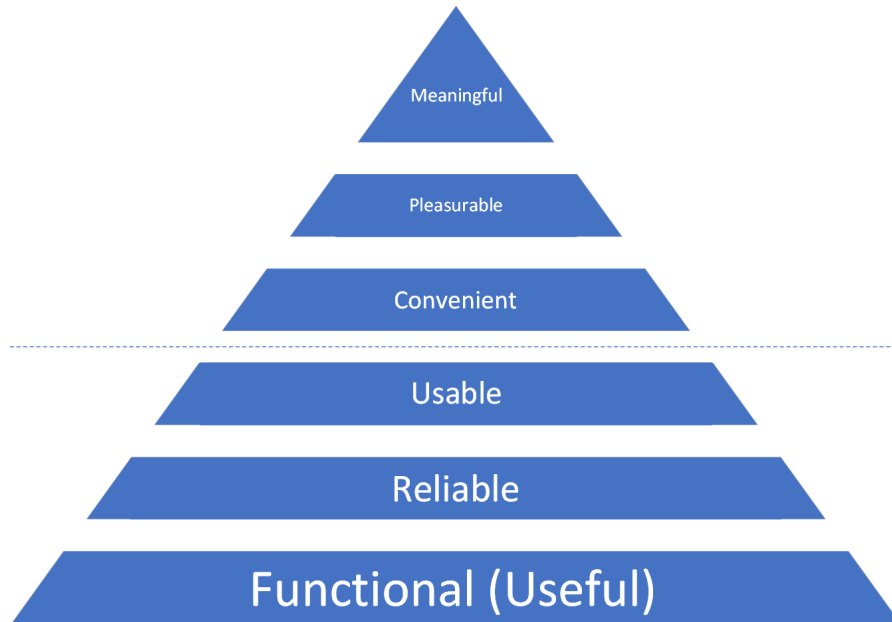 Meaningful
Pleasurable
Convenient
Usable
Reliable
Functional (Useful)